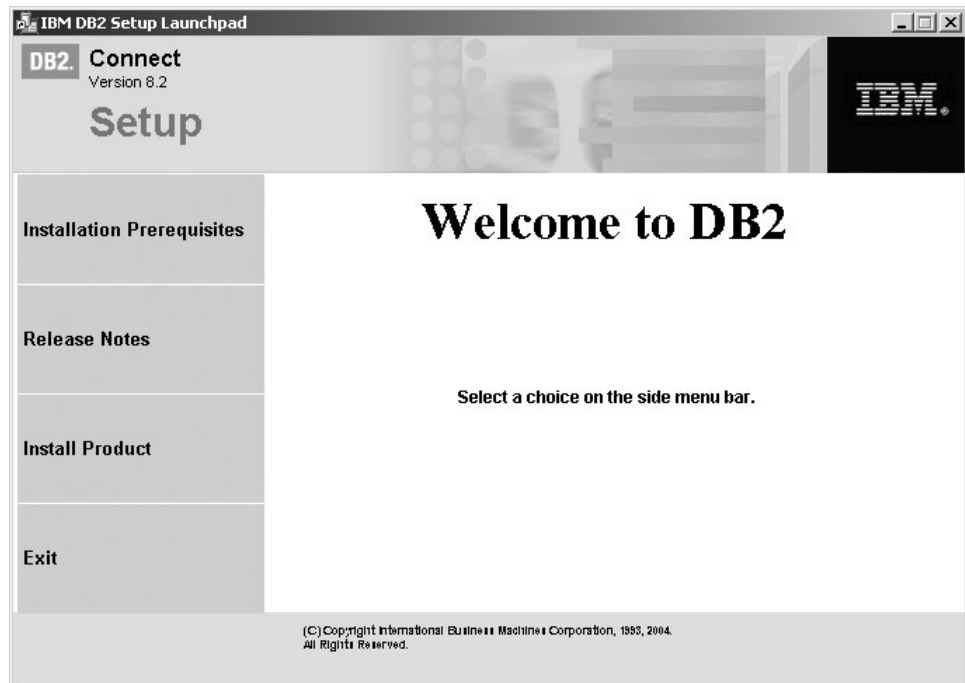 IBM DB2 Setup Launchpad
DB2. Connect
Version 8.2
Setup
IBM®
Installation Prerequisites
Release Notes
Install Product
Exit
Welcome to DB2
Select a choice on the side menu bar.
(C) Copyright International Business Machines Corporation, 1993, 2004.
All Rights Reserved.